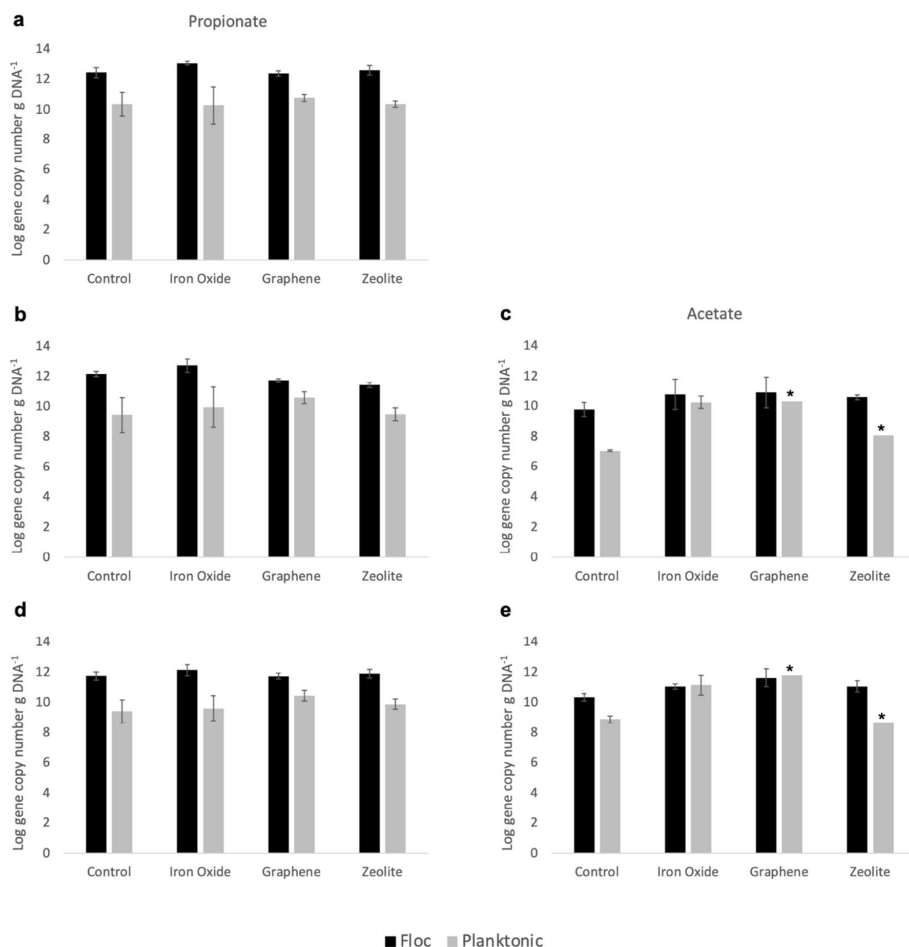 a
Propionate
Log gene copy number g DNA⁻¹
14
12
10
8
6
4
2
0
Control Iron Oxide Graphene Zeolite
b
Log gene copy number g DNA⁻¹
14
12
10
8
6
4
2
0
Control Iron Oxide Graphene Zeolite
c
Acetate
Log gene copy number g DNA⁻¹
14
12
10
8
6
4
2
0
* *
Control Iron Oxide Graphene Zeolite
d
Log gene copy number g DNA⁻¹
14
12
10
8
6
4
2
0
Control Iron Oxide Graphene Zeolite
e
Log gene copy number g DNA⁻¹
14
12
10
8
6
4
2
0
* *
Control Iron Oxide Graphene Zeolite
Floc Planktonic